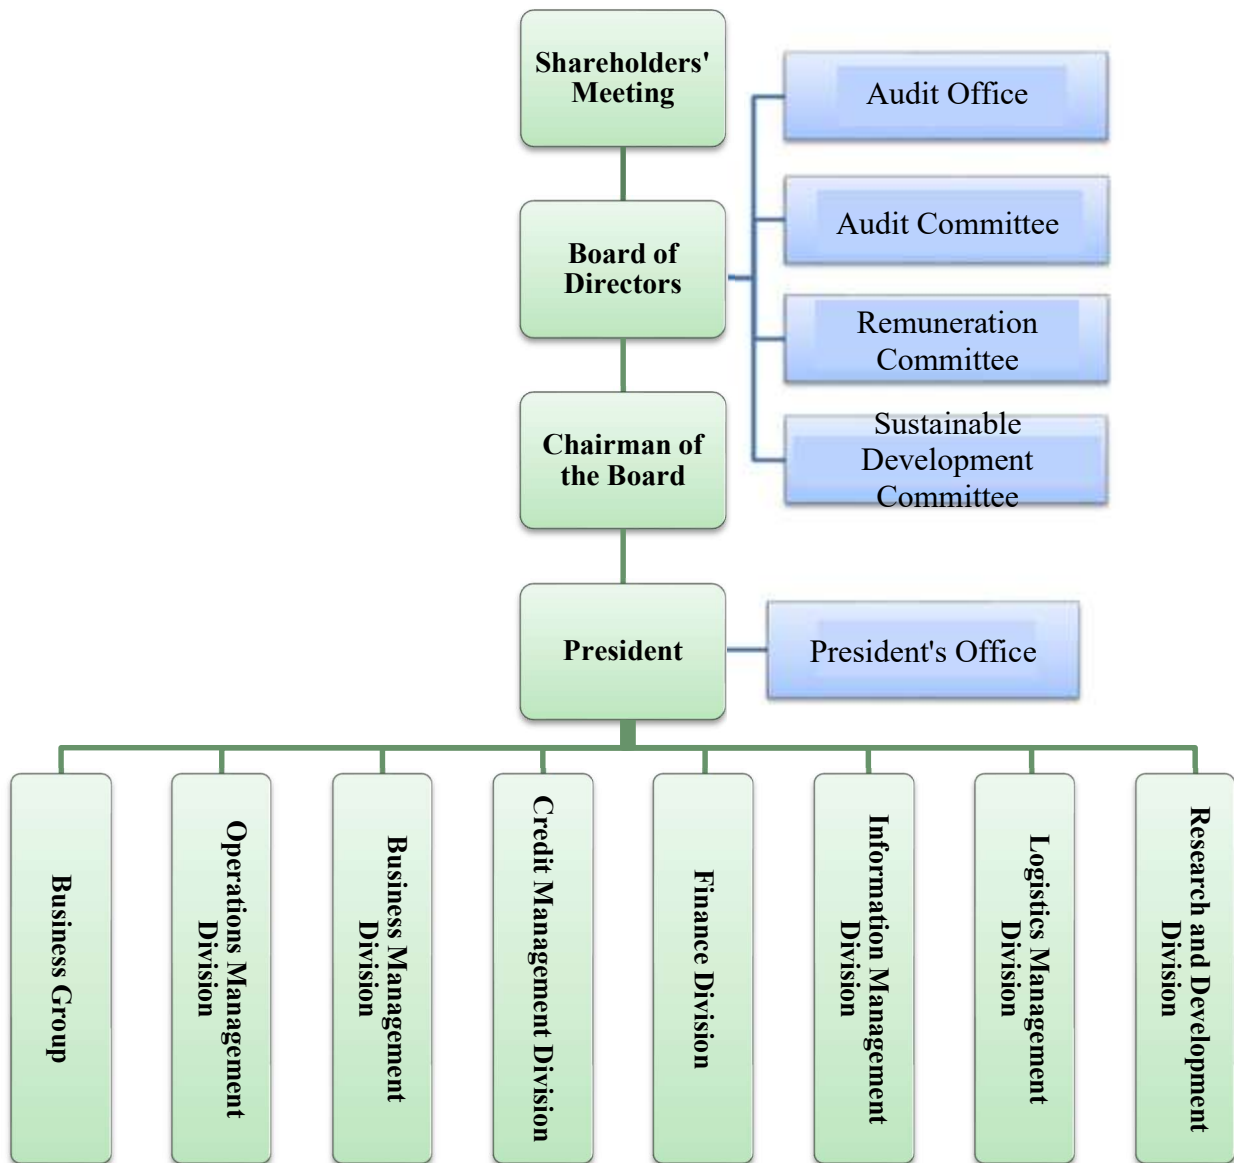 Shareholders'
Meeting
Audit Office
Audit Committee
Board of
Directors
Remuneration
Committee
Chairman of
the Board
Sustainable
Development
Committee
President
President's Office
Business Group
Operations Management
Division
Business Management
Division
Credit Management Division
Finance Division
Information Management
Division
Logistics Management
Division
Research and Development
Division